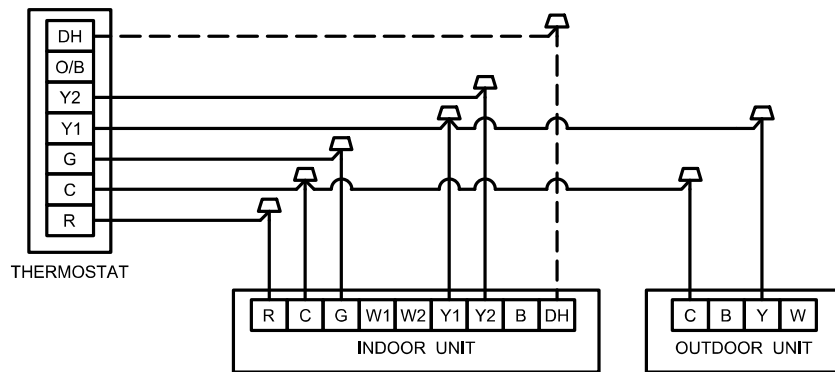 DH
O/B
Y2
Y1
G
C
R
THERMOSTAT
R C G W1 W2 Y1 Y2 B DH
INDOOR UNIT
C B Y W
OUTDOOR UNIT